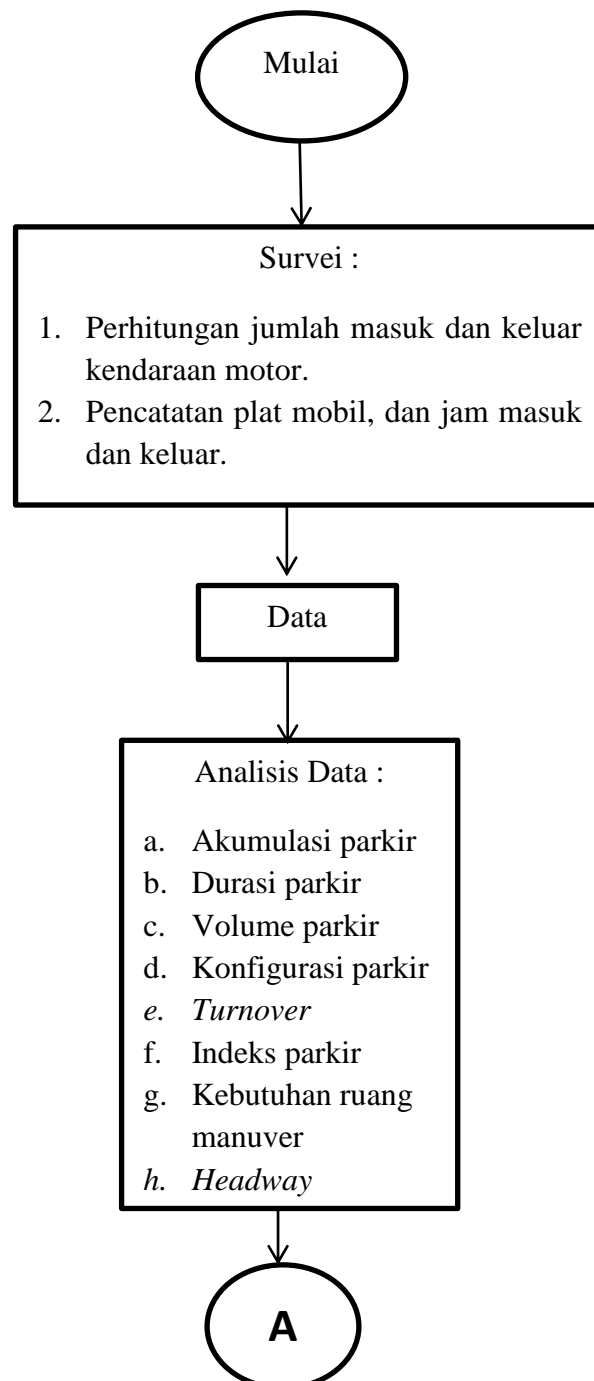 Mulai
Survei :
1. Perhitungan jumlah masuk dan keluar
kendaraan motor.
2. Pencatatan plat mobil, dan jam masuk
dan keluar.
Data
Analisis Data :
a. Akumulasi parkir
b. Durasi parkir
c. Volume parkir
d. Konfigurasi parkir
e. Turnover
f. Indeks parkir
g. Kebutuhan ruang
manuver
h. Headway
A